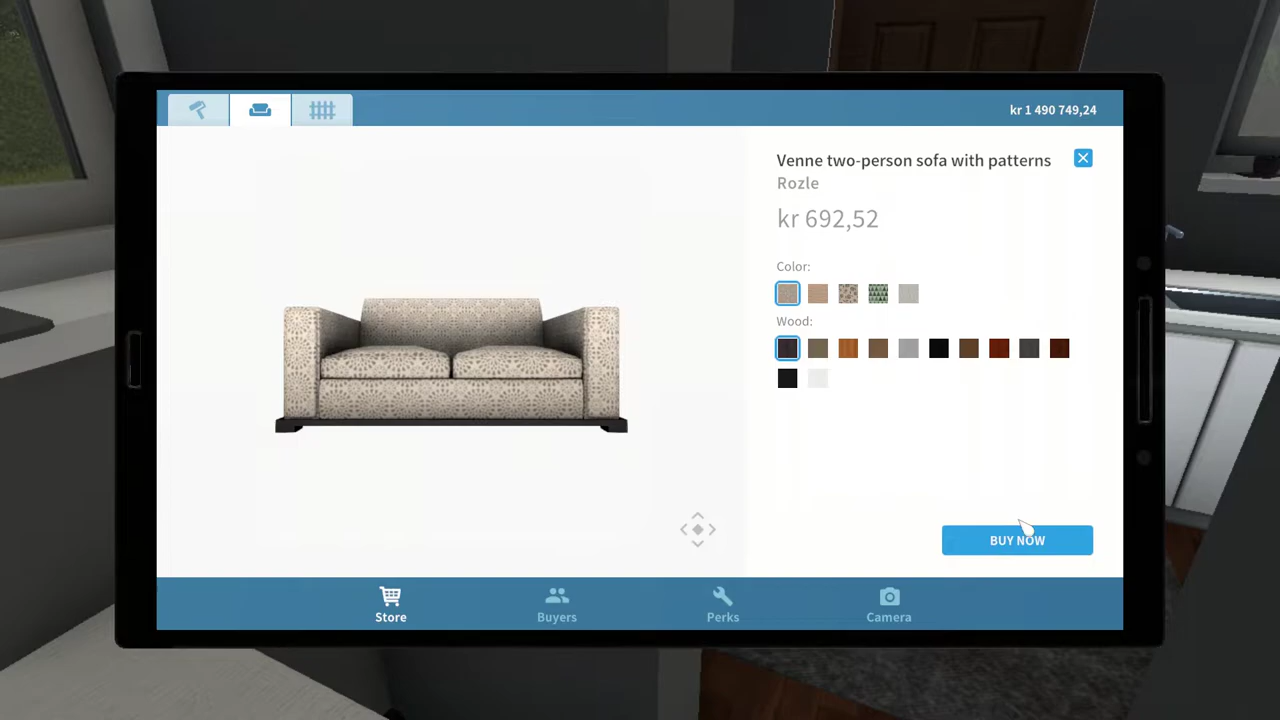 kr 1 490 749,24
Venne two-person sofa with patterns
Rozle
kr 692,52
Color:
Wood:
BUY NOW
Store
Buyers
Perks
Camera